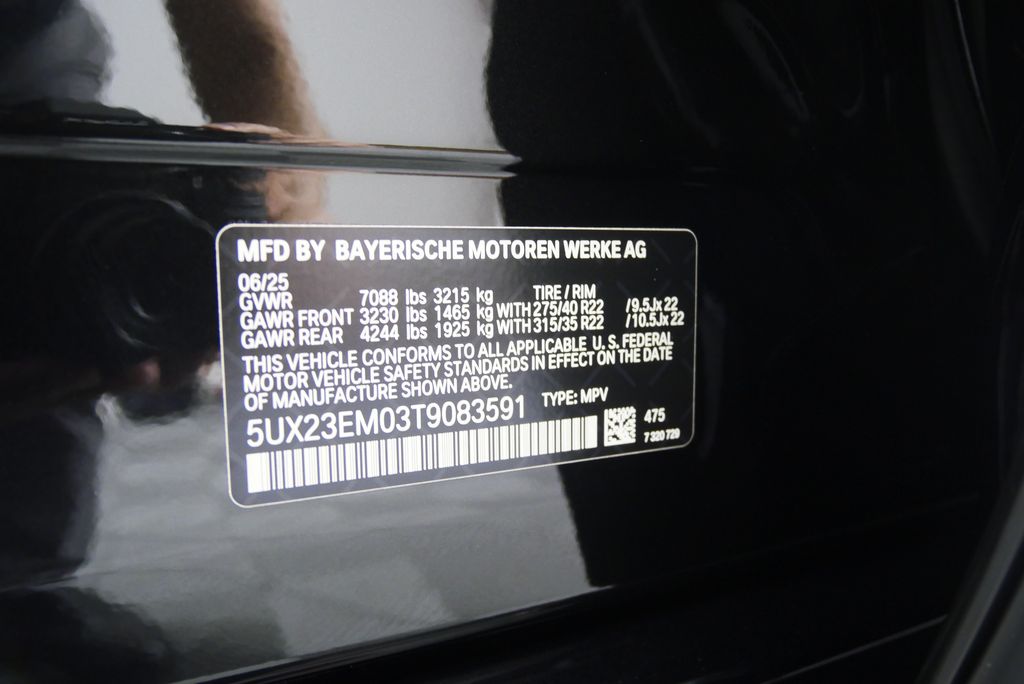 MFD BY BAYERISCHE MOTOREN WERKE AG
06/25
TIRE / RIM
GVWR 7088 lbs 3215 kg
GAWR FRONT 3230 lbs 1465 kg WITH 275/40 R22 /9.5Jx 22
GAWR REAR 4244 lbs 1925 kg WITH 315/35 R22 /10.5Jx 22
THIS VEHICLE CONFORMS TO ALL APPLICABLE U. S. FEDERAL
MOTOR VEHICLE SAFETY STANDARDS IN EFFECT ON THE DATE
OF MANUFACTURE SHOWN ABOVE.
TYPE: MPV
5UX23EM03T9083591
475
7 320 729